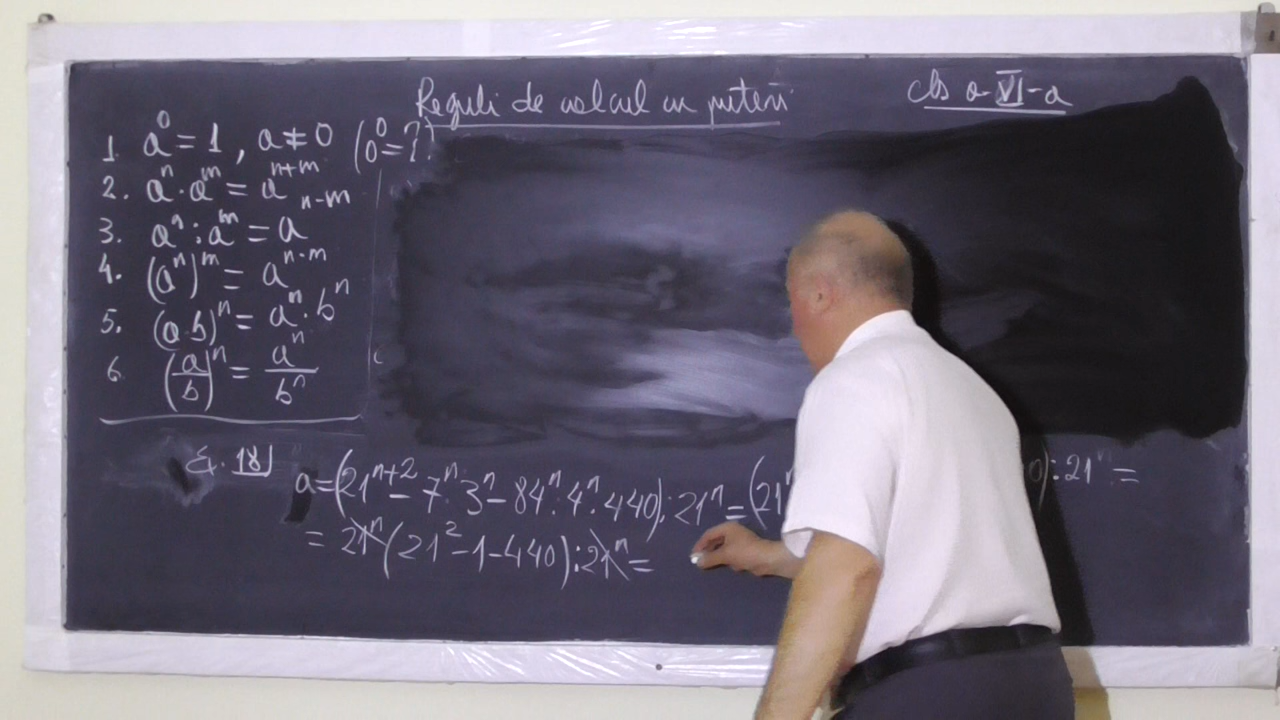 Reguli de calcul cu puteri
cls a-VI-a
1. a⁰ = 1, a ≠ 0 (0⁰ = ?)
2. aⁿ · aᵐ = aⁿ⁺ᵐ
3. aⁿ : aᵐ = aⁿ⁻ᵐ
4. (aⁿ)ᵐ = aⁿ·ᵐ
5. (a·b)ⁿ = aⁿ · bⁿ
6. (a/b)ⁿ = aⁿ/bⁿ
Ex. 18)
a = (21ⁿ⁺² - 7ⁿ · 3ⁿ - 84ⁿ : 4ⁿ · 440) : 21ⁿ = (21ⁿ 0) : 21ⁿ =
= 21ⁿ (21² - 1 - 440) : 21ⁿ =